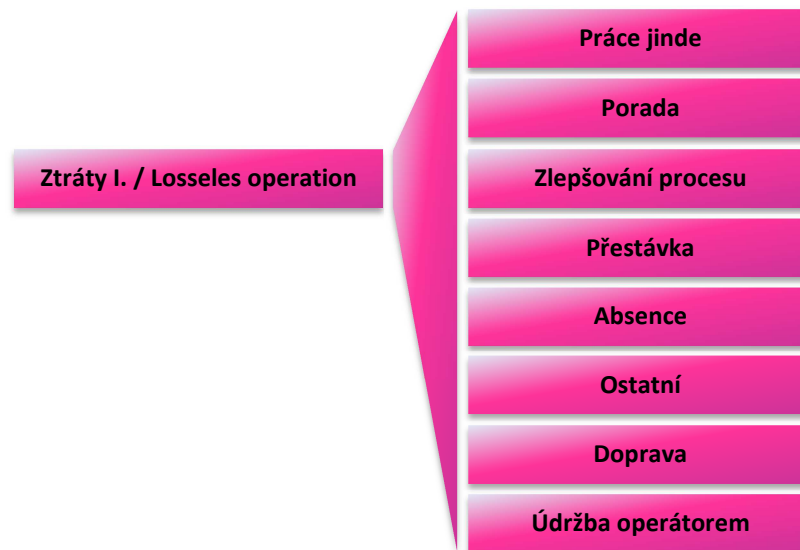 Ztráty I. / Losseles operation
Práce jinde
Porada
Zlepšování procesu
Přestávka
Absence
Ostatní
Doprava
Údržba operátorem